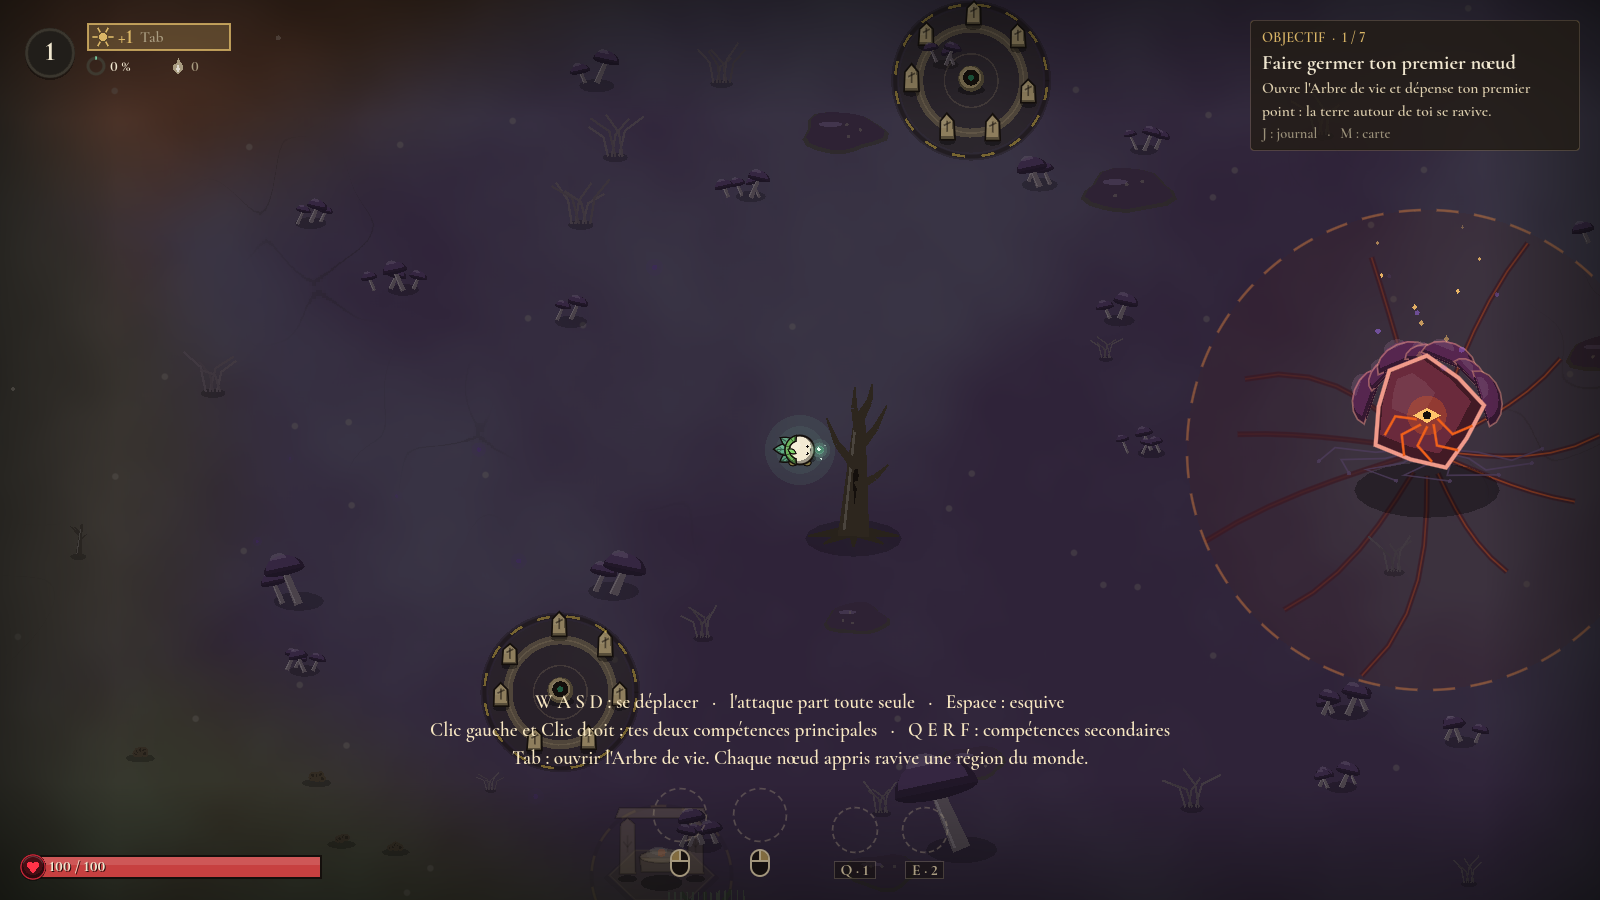 1
+1 Tab
0 %
0
OBJECTIF · 1 / 7
Faire germer ton premier nœud
Ouvre l'Arbre de vie et dépense ton premier
point : la terre autour de toi se ravive.
J : journal · M : carte
W A S D : se déplacer · l'attaque part toute seule · Espace : esquive
Clic gauche et Clic droit : tes deux compétences principales · Q E R F : compétences secondaires
Tab : ouvrir l'Arbre de vie. Chaque nœud appris ravive une région du monde.
100 / 100
Q · 1
E · 2